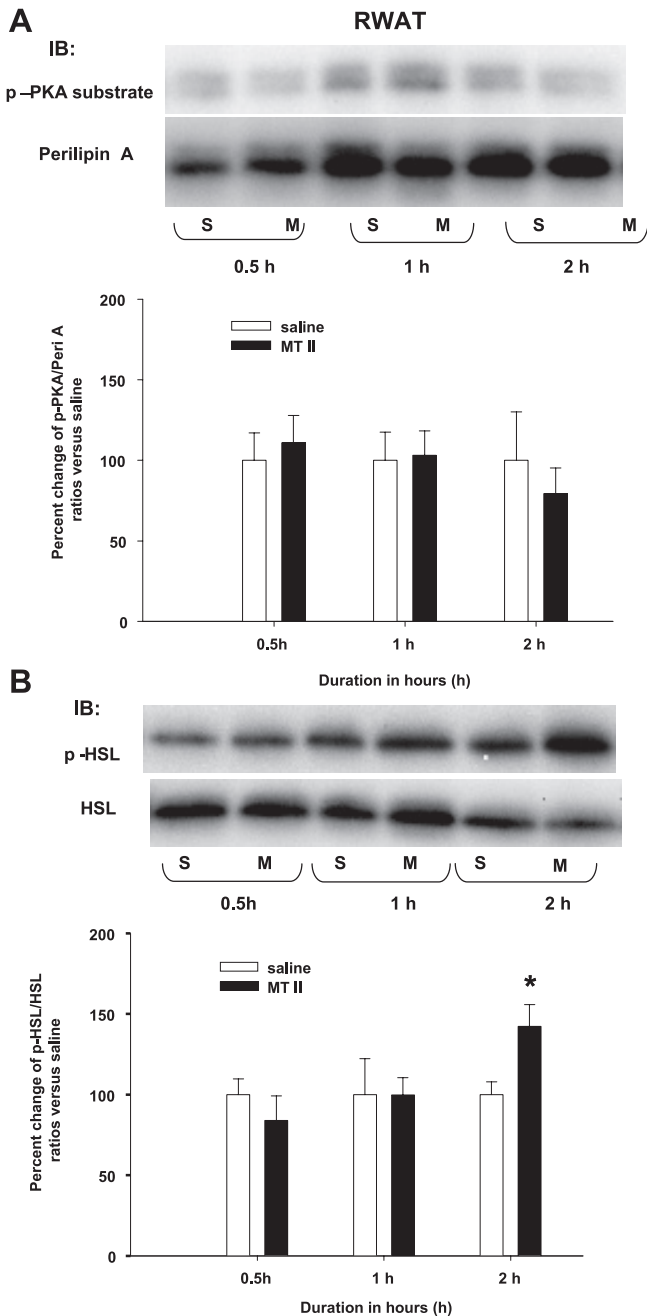 A
RWAT
IB:
p-PKA substrate
Perilipin A
S M S M S M
0.5 h 1 h 2 h
200
150
100
50
0
Percent change of p-PKA/Peri A
ratios versus saline
saline
MT II
0.5h 1 h 2 h
Duration in hours (h)
B
IB:
p-HSL
HSL
S M S M S M
0.5h 1 h 2 h
200
150
100
50
0
Percent change of p-HSL/HSL
ratios versus saline
saline
MT II
*
0.5h 1 h 2 h
Duration in hours (h)